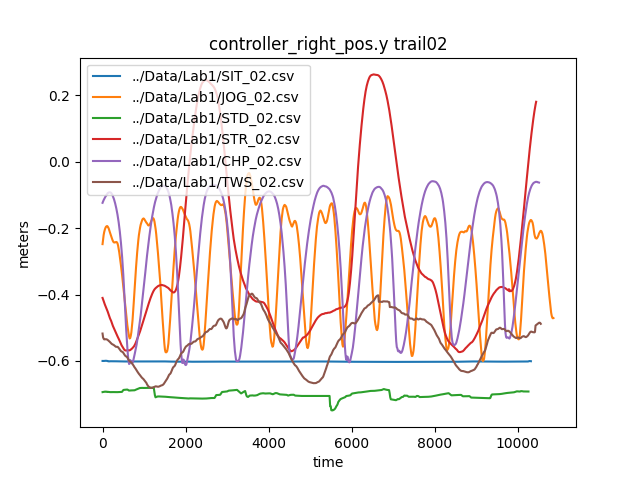 controller_right_pos.y trail02
../Data/Lab1/SIT_02.csv
../Data/Lab1/JOG_02.csv
../Data/Lab1/STD_02.csv
../Data/Lab1/STR_02.csv
../Data/Lab1/CHP_02.csv
../Data/Lab1/TWS_02.csv
meters
0.2
0.0
−0.2
−0.4
−0.6
0 2000 4000 6000 8000 10000
time